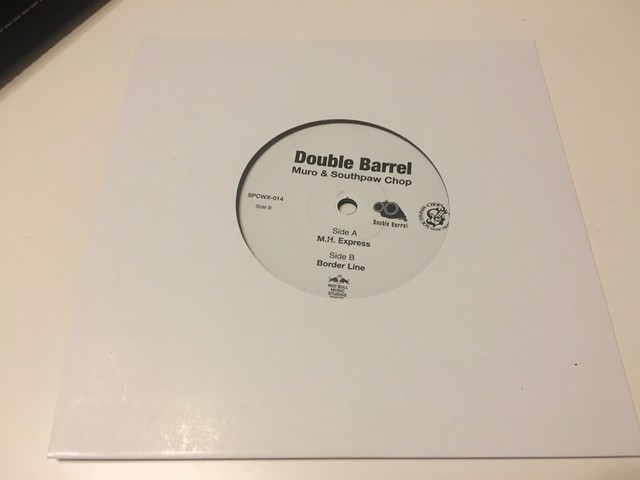 Double Barrel
Muro & Southpaw Chop
SPCWX-014
Side B
Double Barrel
Side A
M.H. Express
Side B
Border Line
RED BULL
MUSIC
STUDIOS